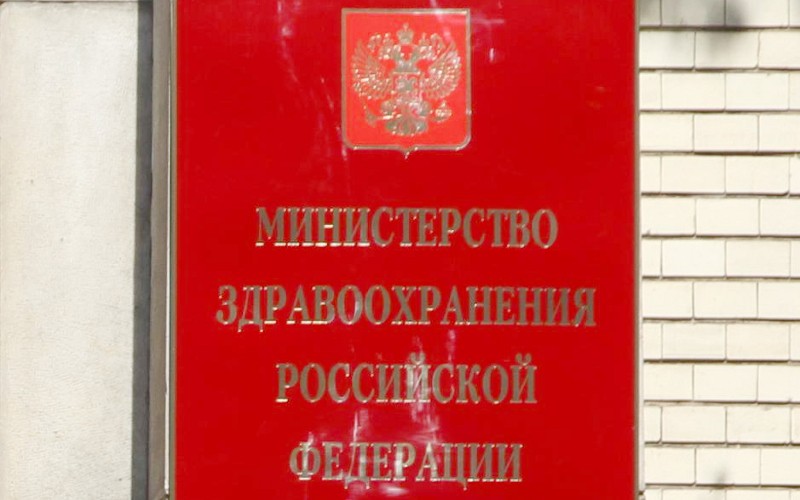 МИНИСТЕРСТВО
ЗДРАВООХРАНЕНИЯ
РОССИЙСКОЙ
ФЕДЕРАЦИИ